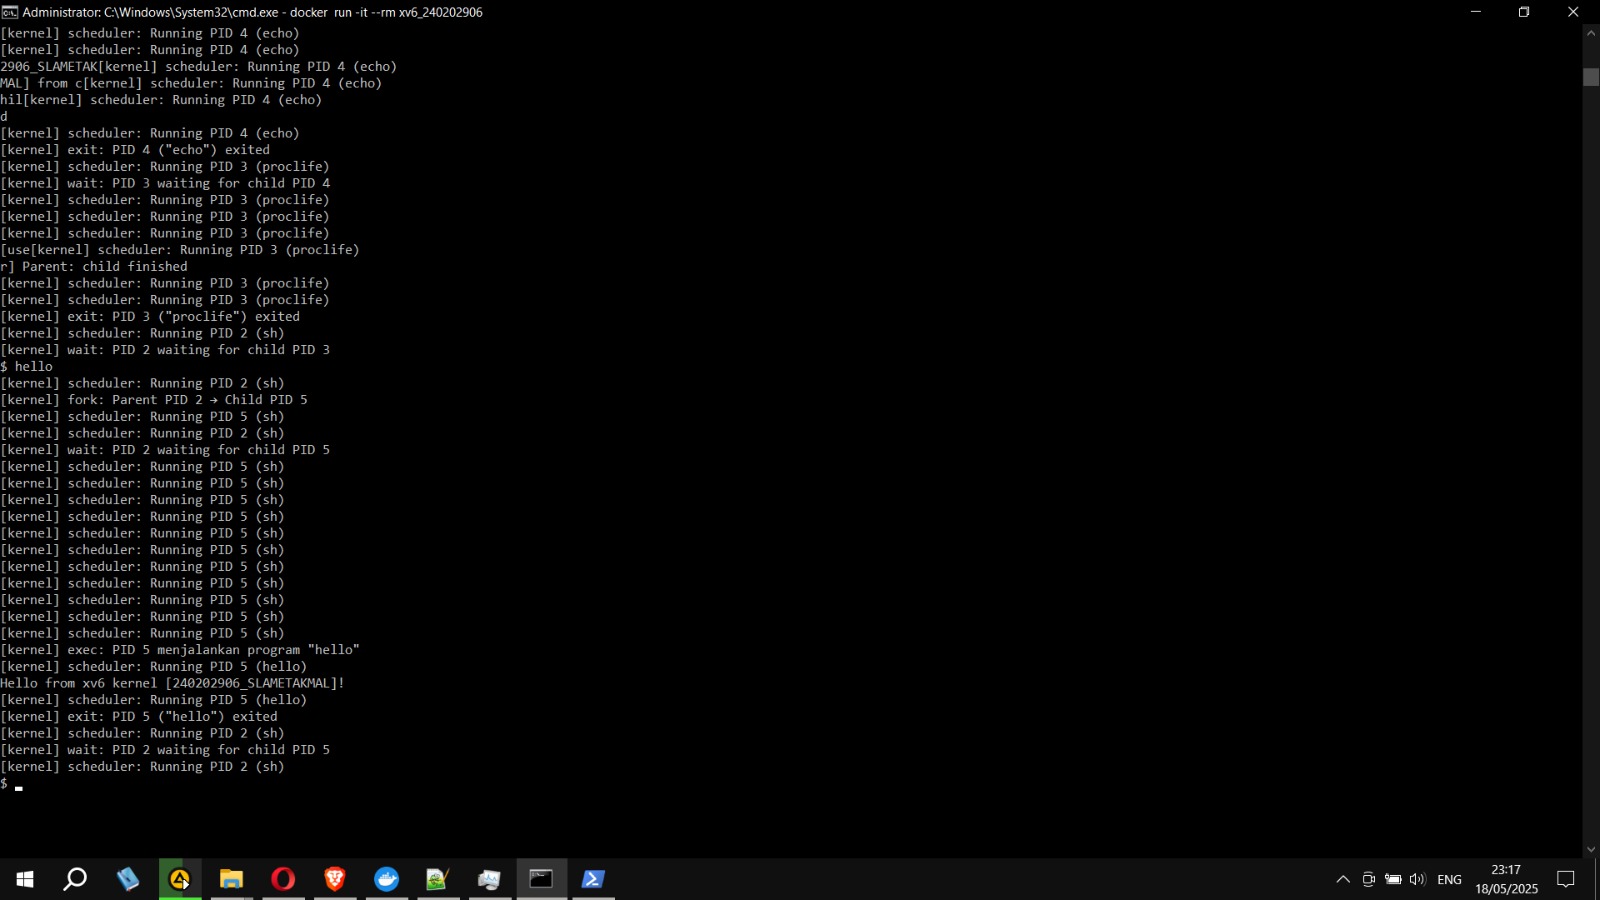 Administrator: C:\Windows\System32\cmd.exe - docker  run -it --rm xv6_240202906
[kernel] scheduler: Running PID 4 (echo)
[kernel] scheduler: Running PID 4 (echo)
2906_SLAMETAK[kernel] scheduler: Running PID 4 (echo)
MAL] from c[kernel] scheduler: Running PID 4 (echo)
hil[kernel] scheduler: Running PID 4 (echo)
d
[kernel] scheduler: Running PID 4 (echo)
[kernel] exit: PID 4 ("echo") exited
[kernel] scheduler: Running PID 3 (proclife)
[kernel] wait: PID 3 waiting for child PID 4
[kernel] scheduler: Running PID 3 (proclife)
[kernel] scheduler: Running PID 3 (proclife)
[kernel] scheduler: Running PID 3 (proclife)
[use[kernel] scheduler: Running PID 3 (proclife)
r] Parent: child finished
[kernel] scheduler: Running PID 3 (proclife)
[kernel] scheduler: Running PID 3 (proclife)
[kernel] exit: PID 3 ("proclife") exited
[kernel] scheduler: Running PID 2 (sh)
[kernel] wait: PID 2 waiting for child PID 3
$ hello
[kernel] scheduler: Running PID 2 (sh)
[kernel] fork: Parent PID 2 → Child PID 5
[kernel] scheduler: Running PID 5 (sh)
[kernel] scheduler: Running PID 2 (sh)
[kernel] wait: PID 2 waiting for child PID 5
[kernel] scheduler: Running PID 5 (sh)
[kernel] scheduler: Running PID 5 (sh)
[kernel] scheduler: Running PID 5 (sh)
[kernel] scheduler: Running PID 5 (sh)
[kernel] scheduler: Running PID 5 (sh)
[kernel] scheduler: Running PID 5 (sh)
[kernel] scheduler: Running PID 5 (sh)
[kernel] scheduler: Running PID 5 (sh)
[kernel] scheduler: Running PID 5 (sh)
[kernel] scheduler: Running PID 5 (sh)
[kernel] scheduler: Running PID 5 (sh)
[kernel] exec: PID 5 menjalankan program "hello"
[kernel] scheduler: Running PID 5 (hello)
Hello from xv6 kernel [240202906_SLAMETAKMAL]!
[kernel] scheduler: Running PID 5 (hello)
[kernel] exit: PID 5 ("hello") exited
[kernel] scheduler: Running PID 2 (sh)
[kernel] wait: PID 2 waiting for child PID 5
[kernel] scheduler: Running PID 2 (sh)
$
ENG
23:17
18/05/2025